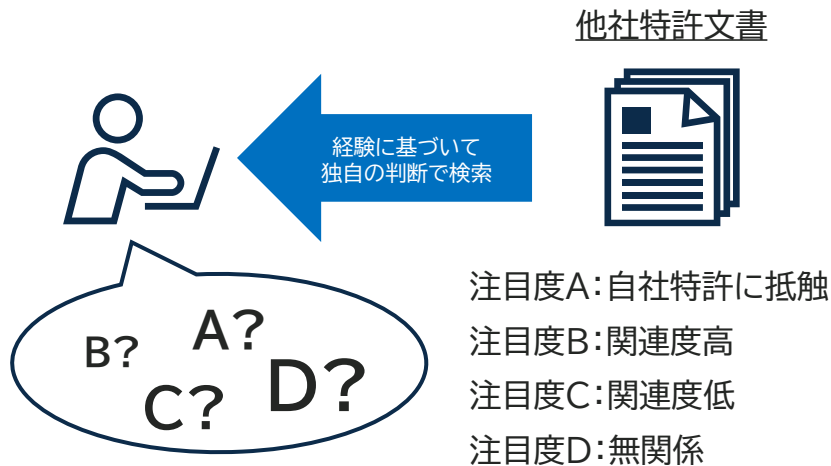 他社特許文書
経験に基づいて
独自の判断で検索
注目度A：自社特許に抵触
注目度B：関連度高
注目度C：関連度低
注目度D：無関係
B?
A?
C?
D?